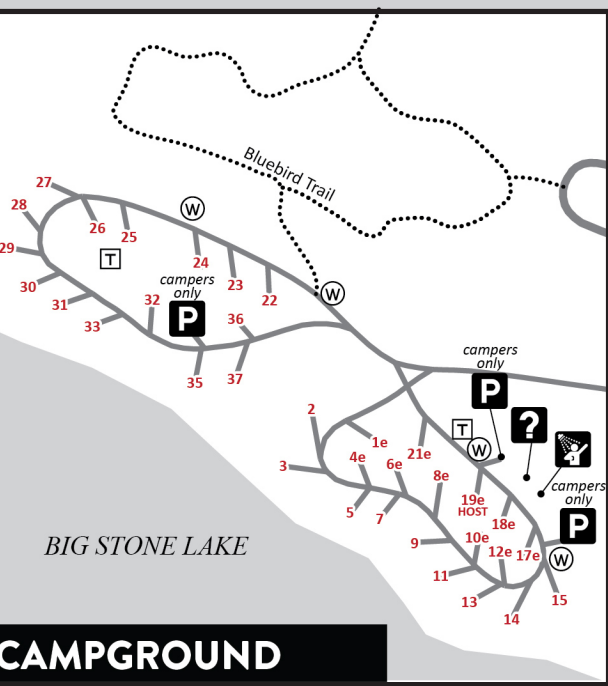 Bluebird Trail
27
28
29
26
25
W
T
24
23
22
W
30
31
33
32
campers
only
P
36
35
37
campers
only
P
?
T
W
2
1e
3
4e
6e
5
7
21e
8e
19e
HOST
18e
campers
only
P
9
10e
12e
17e
W
11
13
14
15
BIG STONE LAKE
CAMPGROUND